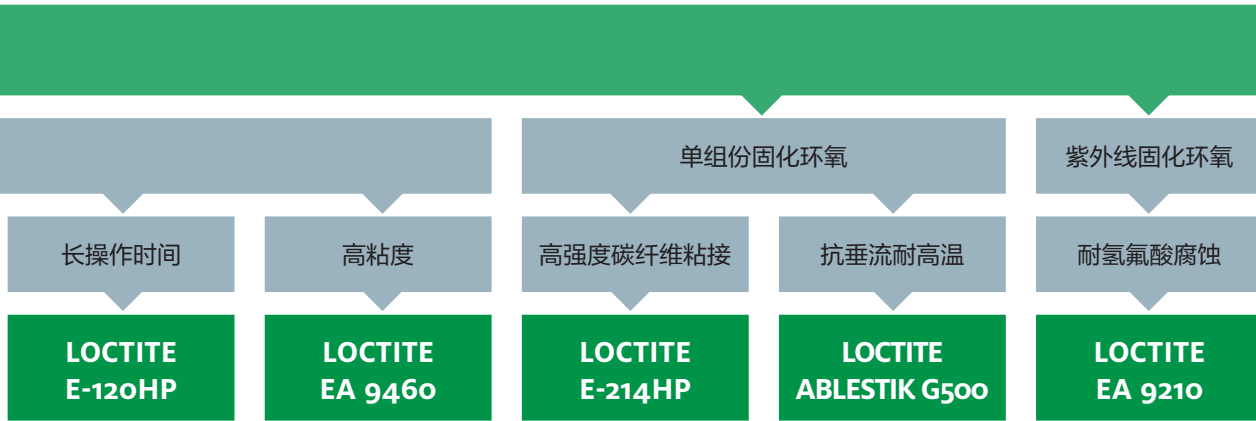 单组份固化环氧
紫外线固化环氧
长操作时间
高粘度
高强度碳纤维粘接
抗垂流耐高温
耐氢氟酸腐蚀
LOCTITE
E-120HP
LOCTITE
EA 9460
LOCTITE
E-214HP
LOCTITE
ABLESTIK G500
LOCTITE
EA 9210